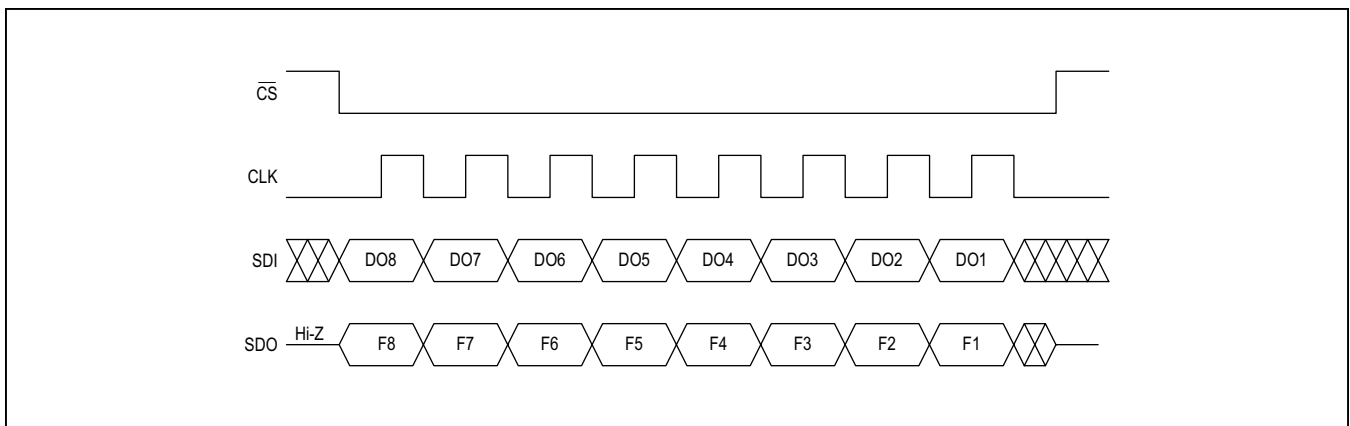 C̅S̅
CLK
SDI DO8 DO7 DO6 DO5 DO4 DO3 DO2 DO1
SDO Hi-Z F8 F7 F6 F5 F4 F3 F2 F1